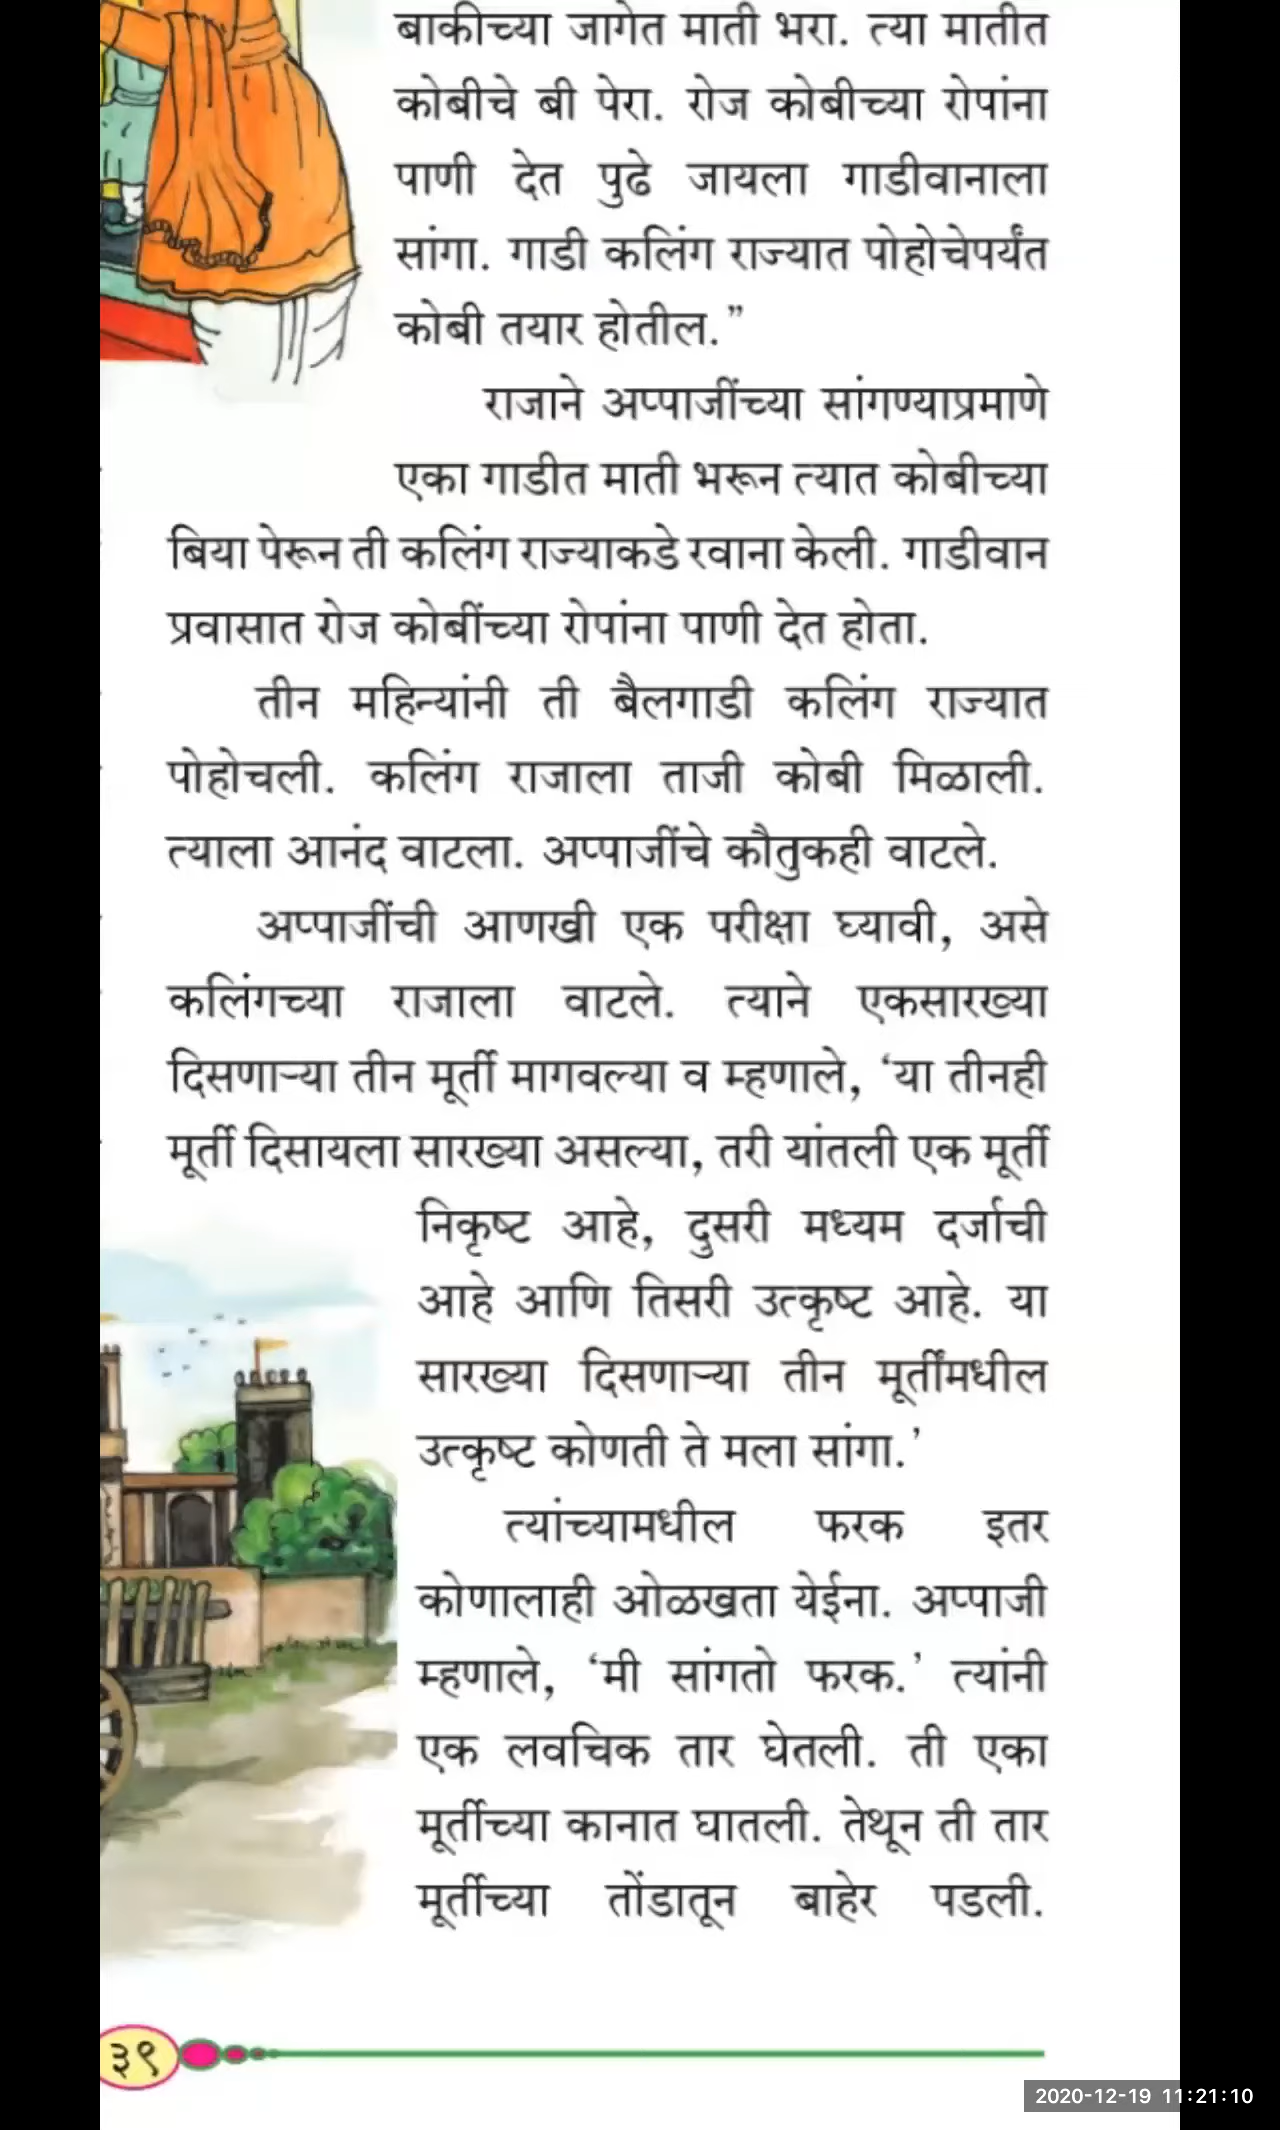 बाकीच्या जागेत माती भरा. त्या मातीत
कोबीचे बी पेरा. रोज कोबीच्या रोपांना
पाणी देत पुढे जायला गाडीवानाला
सांगा. गाडी कलिंग राज्यात पोहोचेपर्यंत
कोबी तयार होतील.”
राजाने अप्पाजींच्या सांगण्याप्रमाणे
एका गाडीत माती भरून त्यात कोबीच्या
बिया पेरून ती कलिंग राज्याकडे रवाना केली. गाडीवान
प्रवासात रोज कोबींच्या रोपांना पाणी देत होता.
तीन महिन्यांनी ती बैलगाडी कलिंग राज्यात
पोहोचली. कलिंग राजाला ताजी कोबी मिळाली.
त्याला आनंद वाटला. अप्पाजींचे कौतुकही वाटले.
अप्पाजींची आणखी एक परीक्षा घ्यावी, असे
कलिंगच्या राजाला वाटले. त्याने एकसारख्या
दिसणाऱ्या तीन मूर्ती मागवल्या व म्हणाले, ‘या तीनही
मूर्ती दिसायला सारख्या असल्या, तरी यांतली एक मूर्ती
निकृष्ट आहे, दुसरी मध्यम दर्जाची
आहे आणि तिसरी उत्कृष्ट आहे. या
सारख्या दिसणाऱ्या तीन मूर्तींमधील
उत्कृष्ट कोणती ते मला सांगा.’
त्यांच्यामधील फरक इतर
कोणालाही ओळखता येईना. अप्पाजी
म्हणाले, ‘मी सांगतो फरक.’ त्यांनी
एक लवचिक तार घेतली. ती एका
मूर्तीच्या कानात घातली. तेथून ती तार
मूर्तीच्या तोंडातून बाहेर पडली.
३९
2020-12-19 11:21:10